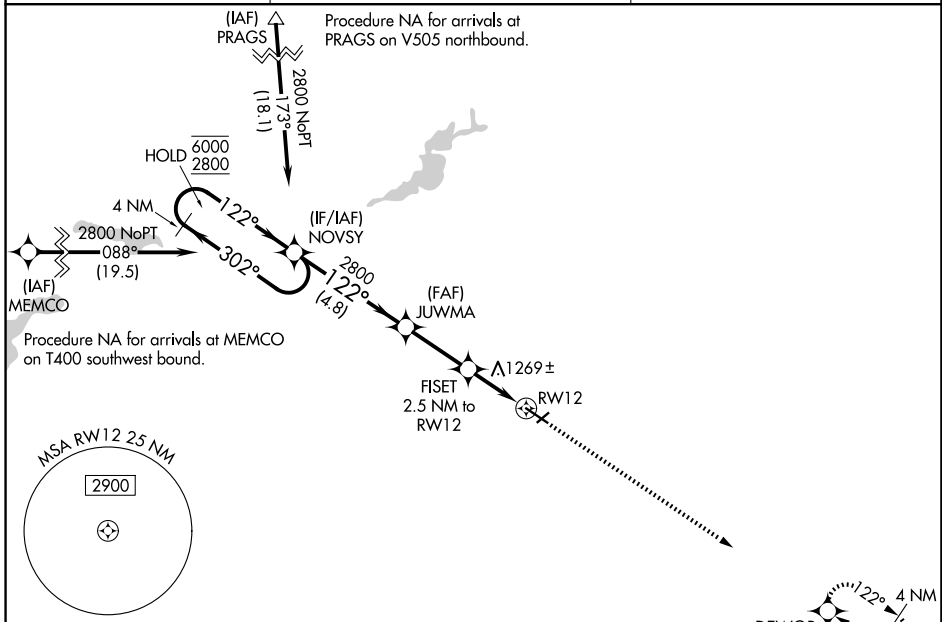 (IAF)
PRAGS
Procedure NA for arrivals at
PRAGS on V505 northbound.
2800 NoPT
173°
(18.1)
HOLD
6000
2800
4 NM
122°
302°
(IF/IAF)
NOVSY
2800 NoPT
088°
(19.5)
(IAF)
MEMCO
2800
122°
(4.8)
(FAF)
JUWMA
Procedure NA for arrivals at MEMCO
on T400 southwest bound.
1269±
FISET
2.5 NM to
RW12
RW12
MSA RW12 25 NM
2900
122°
4 NM